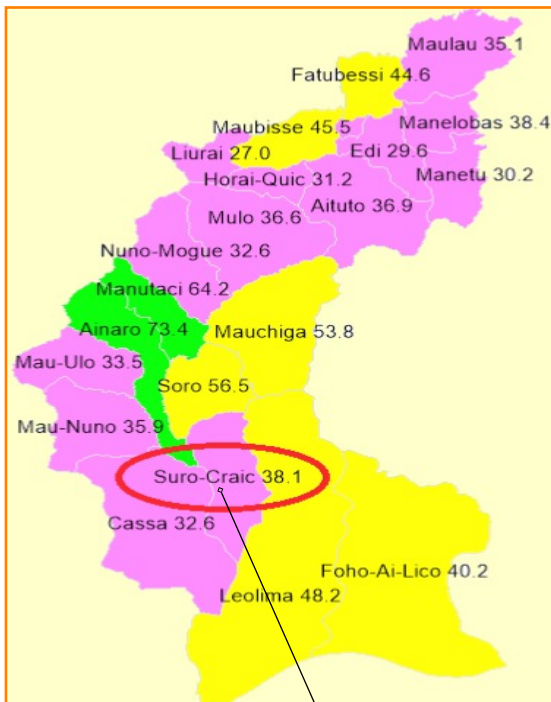 Maulau 35.1
Fatubessi 44.6
Maubisse 45.5
Manelobas 38.4
Liurai 27.0
Edi 29.6
Horai-Quic 31.2
Manetu 30.2
Mulo 36.6
Aituto 36.9
Nuno-Mogue 32.6
Manutaci 64.2
Ainaro 73.4
Mauchiga 53.8
Mau-Ulo 33.5
Soro 56.5
Mau-Nuno 35.9
Suro-Craic 38.1
Cassa 32.6
Foho-Ai-Lico 40.2
Leolima 48.2